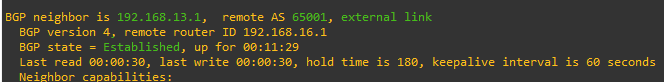 BGP neighbor is 192.168.13.1,  remote AS 65001, external link
BGP version 4, remote router ID 192.168.16.1
BGP state = Established, up for 00:11:29
Last read 00:00:30, last write 00:00:30, hold time is 180, keepalive interval is 60 seconds
Neighbor capabilities: